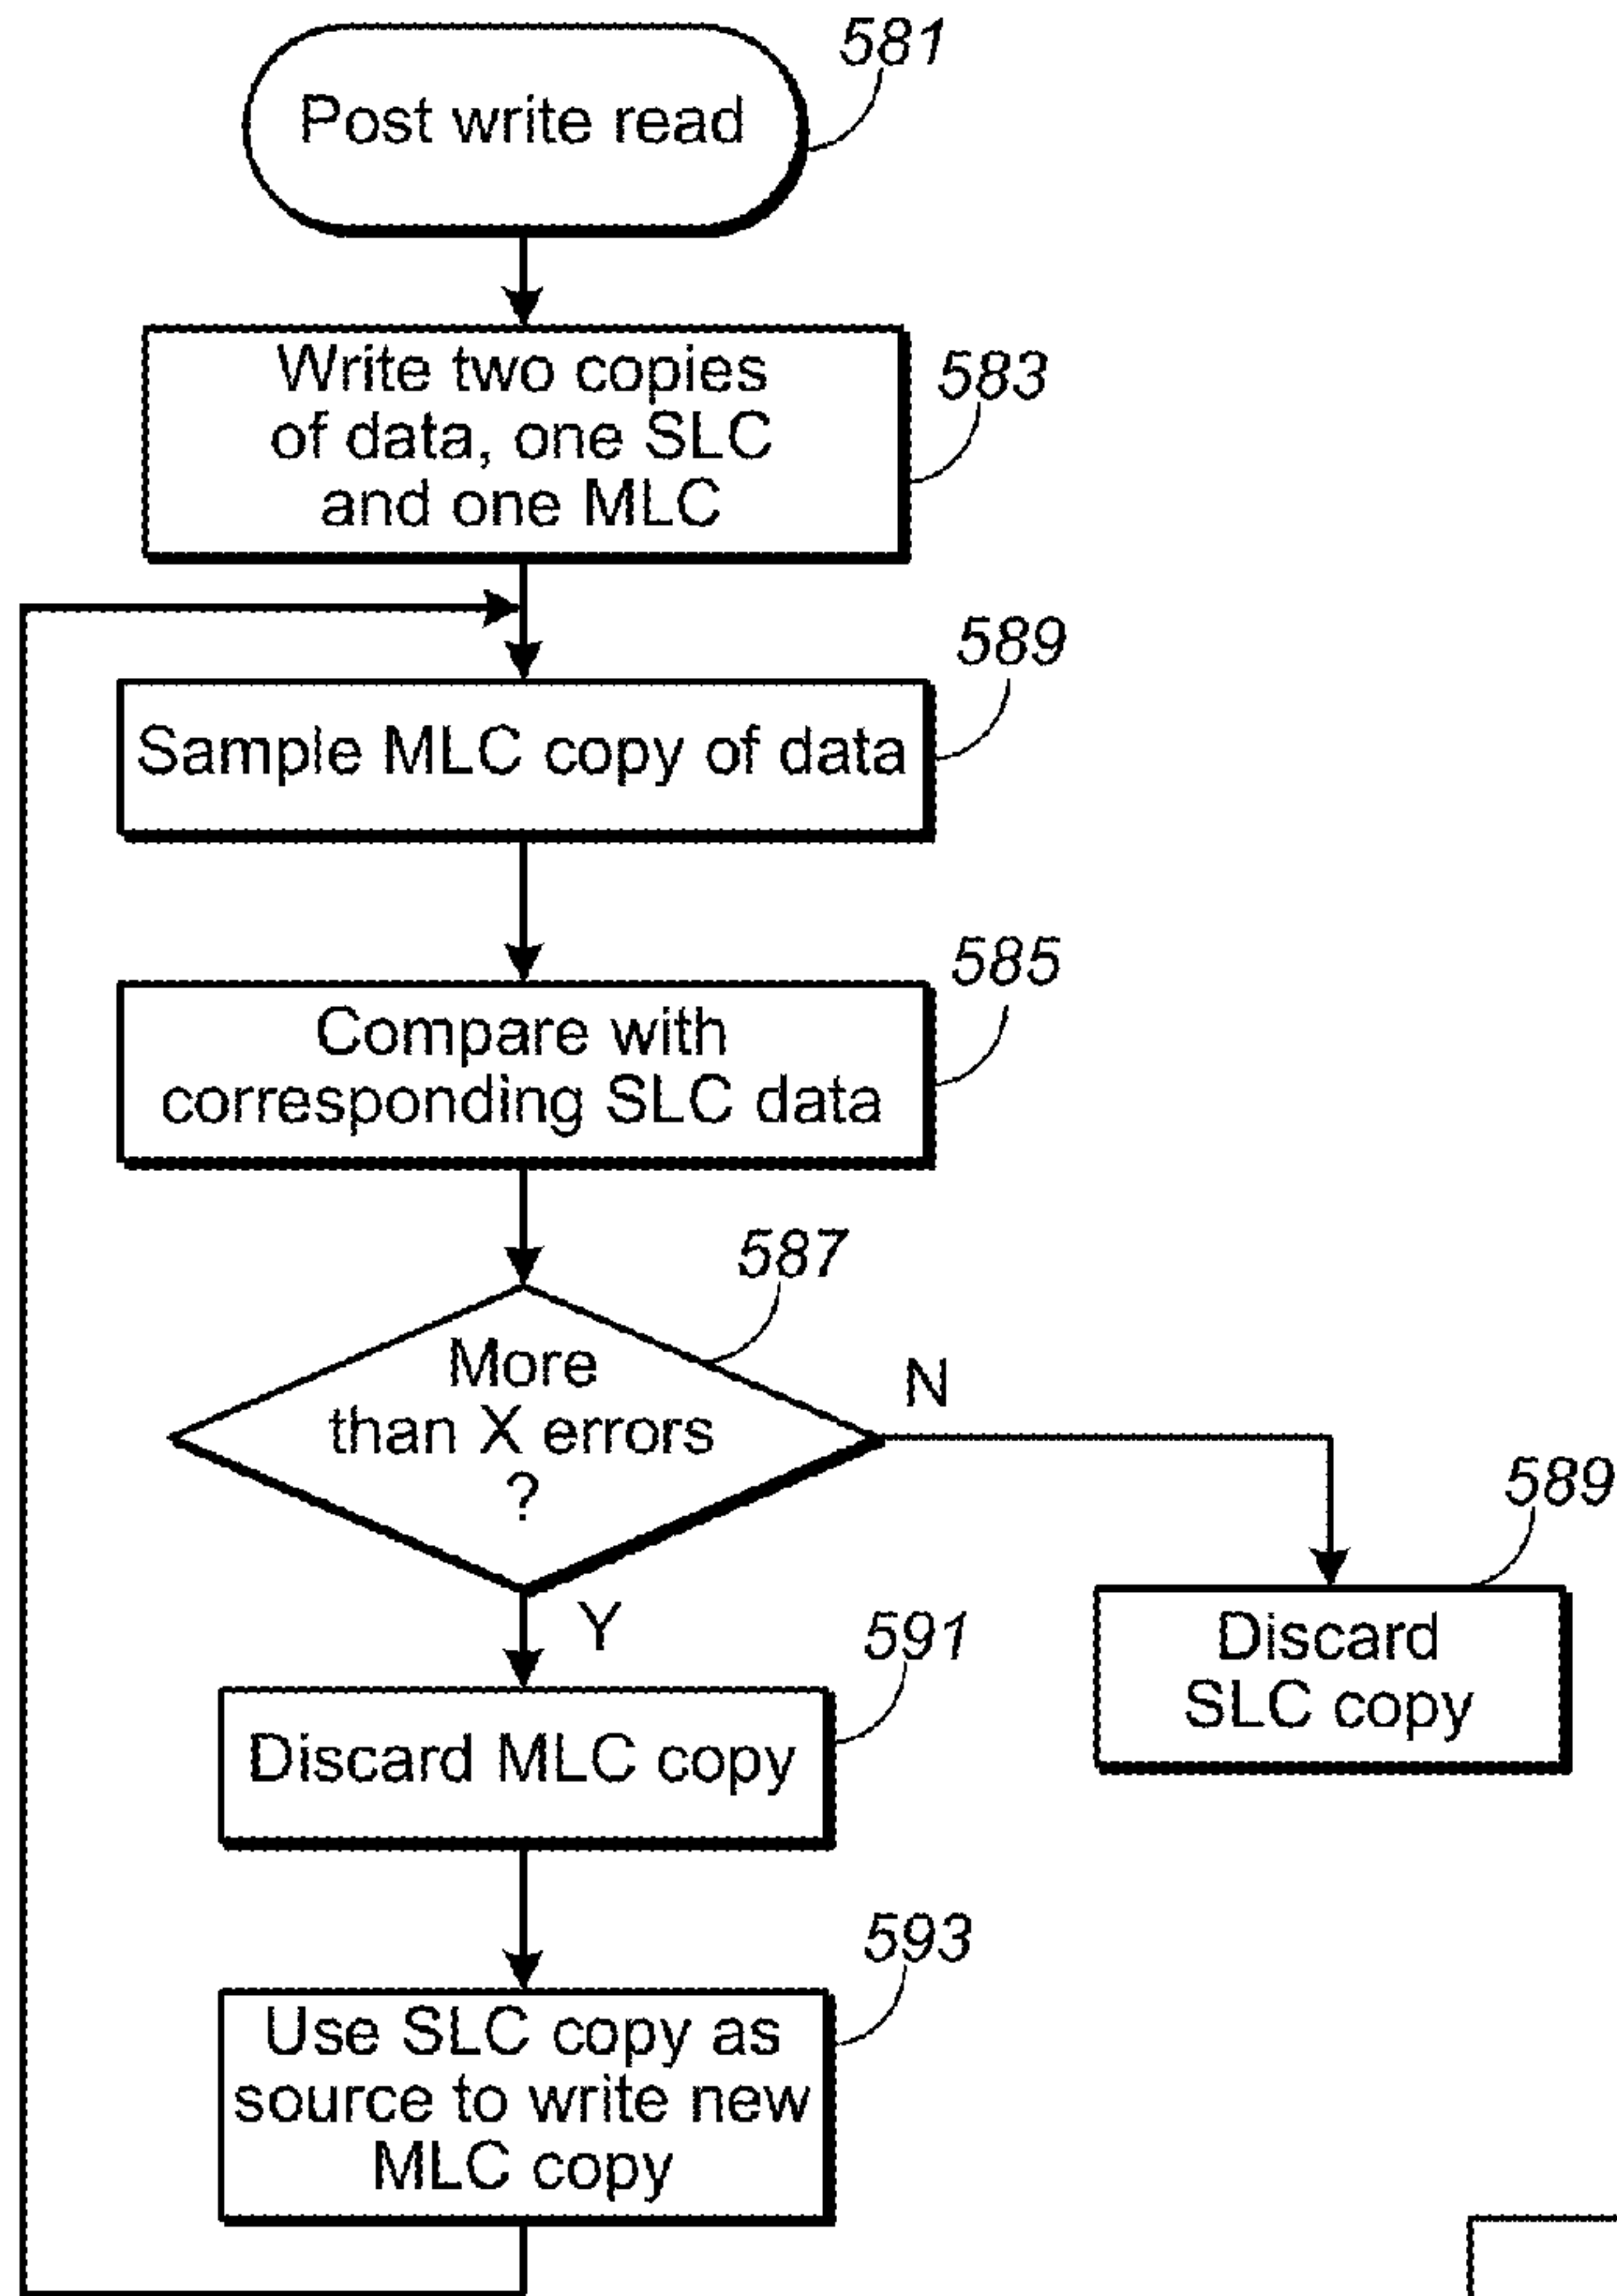 581
Post write read
583
Write two copies
of data, one SLC
and one MLC
589
Sample MLC copy of data
585
Compare with
corresponding SLC data
587
More
than X errors
?
N
Y
589
Discard
SLC copy
591
Discard MLC copy
593
Use SLC copy as
source to write new
MLC copy